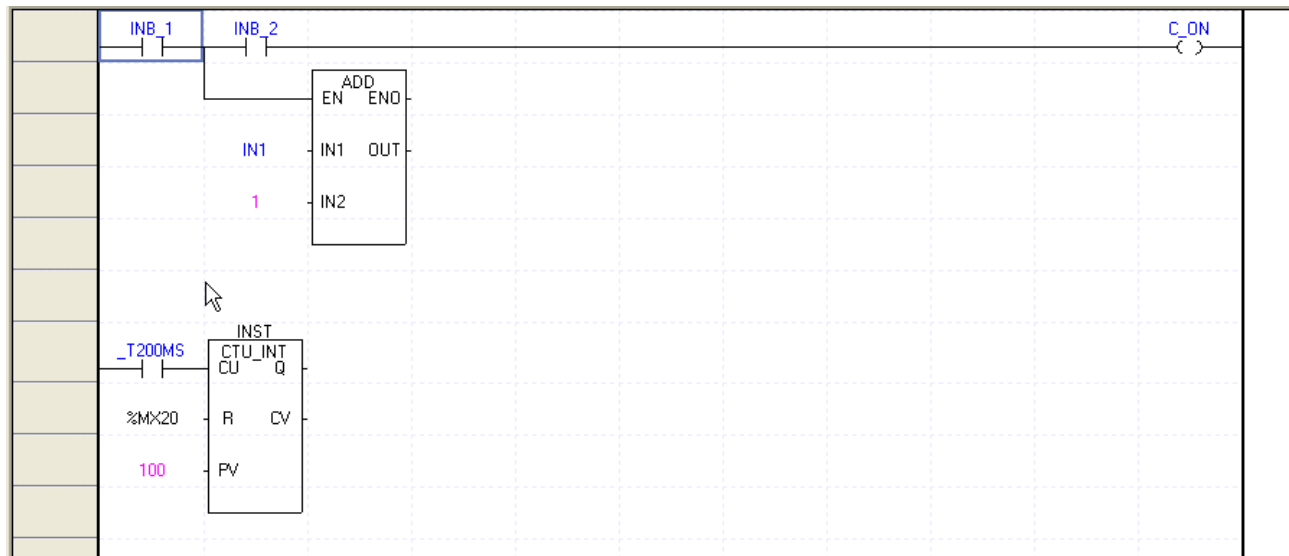 INB_1 INB_2 C_ON
ADD
EN ENO
IN1 IN1 OUT
1 IN2
INST
_T200MS CTU_INT
CU Q
%MX20 R CV
100 PV